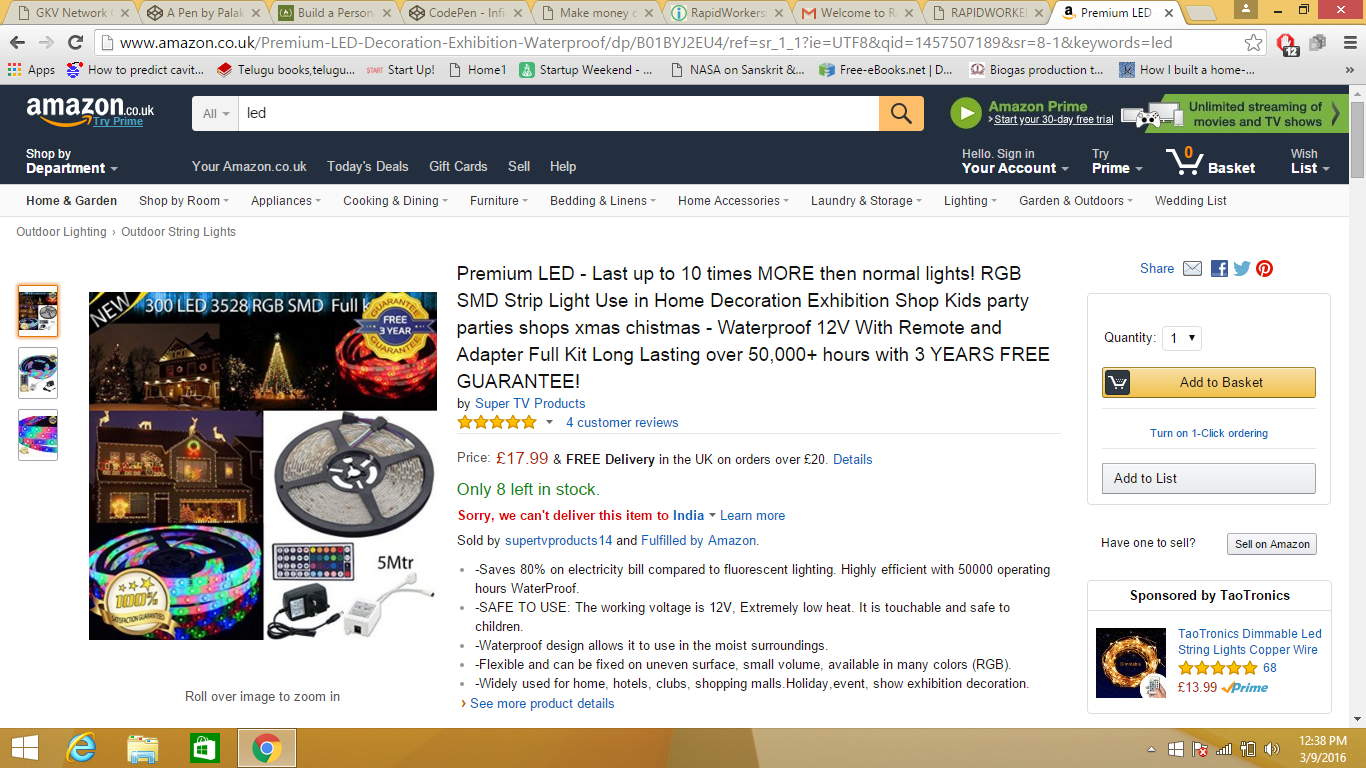 GKV Network
A Pen by Palak
Build a Person
CodePen - Infi
Make money o
RapidWorkers
Welcome to R
RAPIDWORKE
Premium LED
www.amazon.co.uk/Premium-LED-Decoration-Exhibition-Waterproof/dp/B01BYJ2EU4/ref=sr_1_1?ie=UTF8&qid=1457507189&sr=8-1&keywords=led
12
Apps How to predict cavit... Telugu books,telugu... START Start Up! Home1 Startup Weekend - ... NASA on Sanskrit &... Free-eBooks.net | D... Biogas production t... How I built a home-... »
amazon.co.uk
Try Prime
All
led
Amazon Prime
>Start your 30-day free trial
Unlimited streaming of
movies and TV shows
Shop by
Department
Your Amazon.co.uk Today's Deals Gift Cards Sell Help
Hello. Sign in
Your Account
Try
Prime
0
Basket
Wish
List
Home & Garden Shop by Room Appliances Cooking & Dining Furniture Bedding & Linens Home Accessories Laundry & Storage Lighting Garden & Outdoors Wedding List
Outdoor Lighting › Outdoor String Lights
NEW
300 LED 3528 RGB SMD Full k
GUARANTEE
FREE
3 YEAR
GUARANTEE
100%
SATISFACTION GUARANTEED
5Mtr
Roll over image to zoom in
Premium LED - Last up to 10 times MORE then normal lights! RGB
SMD Strip Light Use in Home Decoration Exhibition Shop Kids party
parties shops xmas chistmas - Waterproof 12V With Remote and
Adapter Full Kit Long Lasting over 50,000+ hours with 3 YEARS FREE
GUARANTEE!
by Super TV Products
4 customer reviews
Price: £17.99 & FREE Delivery in the UK on orders over £20. Details
Only 8 left in stock.
Sorry, we can't deliver this item to India Learn more
Sold by supertvproducts14 and Fulfilled by Amazon.
-Saves 80% on electricity bill compared to fluorescent lighting. Highly efficient with 50000 operating
hours WaterProof.
-SAFE TO USE: The working voltage is 12V, Extremely low heat. It is touchable and safe to
children.
-Waterproof design allows it to use in the moist surroundings.
-Flexible and can be fixed on uneven surface, small volume, available in many colors (RGB).
-Widely used for home, hotels, clubs, shopping malls.Holiday,event, show exhibition decoration.
› See more product details
Share
Quantity: 1
Add to Basket
Turn on 1-Click ordering
Add to List
Have one to sell? Sell on Amazon
Sponsored by TaoTronics
Dimmable
TaoTronics Dimmable Led
String Lights Copper Wire
68
£13.99 Prime
12:38 PM
3/9/2016